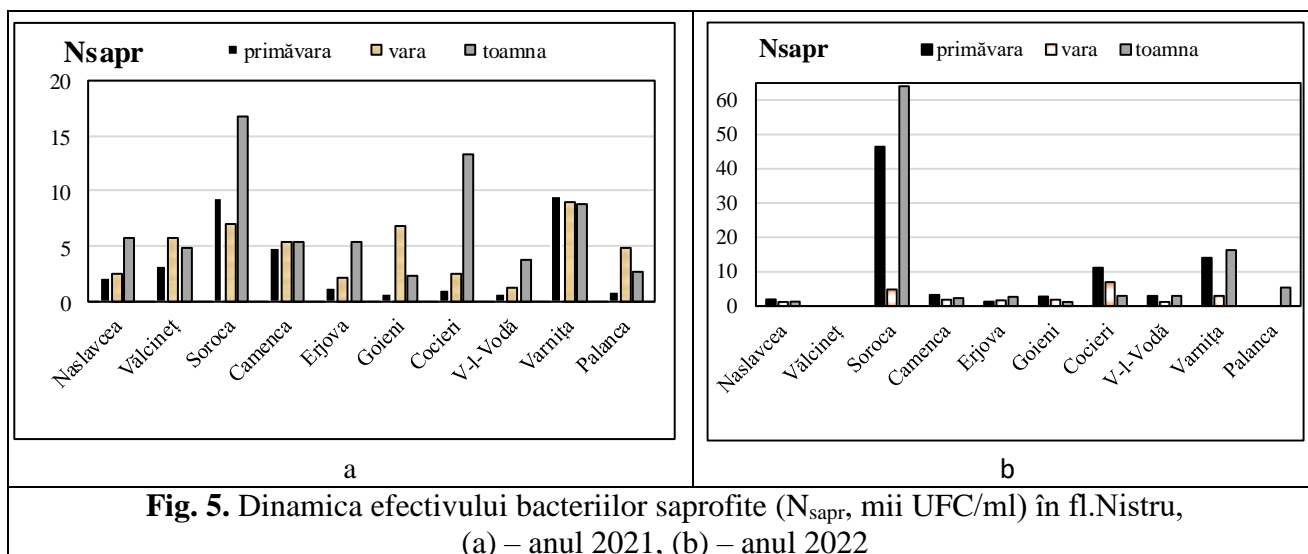 Nsapr
primăvara vara toamna
20
15
10
5
0
Naslavcea
Vălcineț
Soroca
Camenca
Erjova
Goieni
Cocieri
V-l-Vodă
Varnița
Palanca
a
Nsapr
primăvara vara toamna
60
50
40
30
20
10
0
Naslavcea
Vălcineț
Soroca
Camenca
Erjova
Goieni
Cocieri
V-l-Vodă
Varnița
Palanca
b
Fig. 5. Dinamica efectivului bacteriilor saprofite (Nsapr, mii UFC/ml) în fl.Nistru,
(a) – anul 2021, (b) – anul 2022